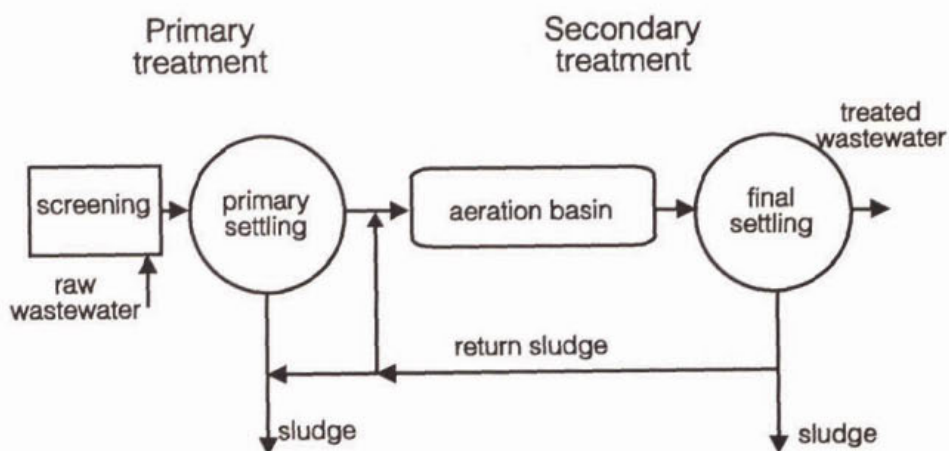 Primary
treatment
Secondary
treatment
treated
wastewater
screening
primary
settling
aeration basin
final
settling
raw
wastewater
return sludge
sludge
sludge